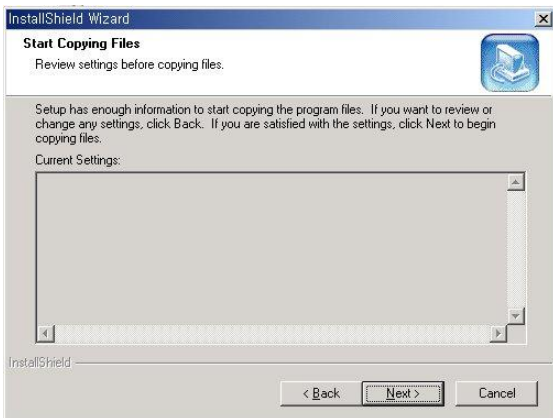 InstallShield Wizard
Start Copying Files
Review settings before copying files.
Setup has enough information to start copying the program files. If you want to review or
change any settings, click Back. If you are satisfied with the settings, click Next to begin
copying files.
Current Settings:
InstallShield
< Back
Next >
Cancel